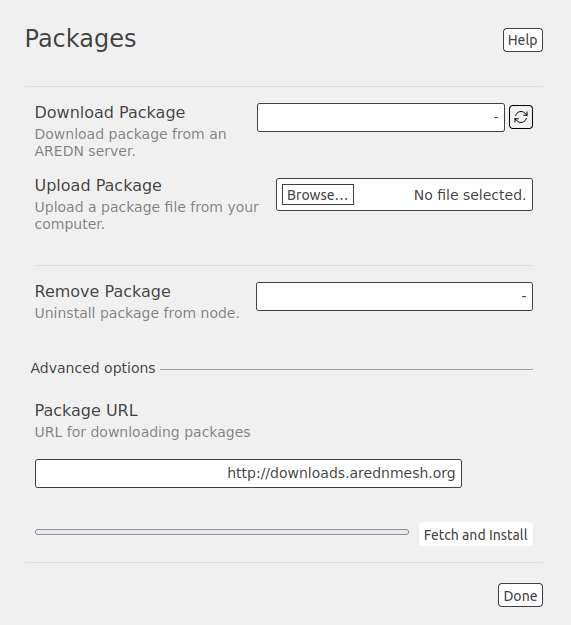 Packages
Help
Download Package
-
Download package from an
AREDN server.
Upload Package
Browse... No file selected.
Upload a package file from your
computer.
Remove Package
-
Uninstall package from node.
Advanced options
Package URL
URL for downloading packages
http://downloads.arednmesh.org
Fetch and Install
Done